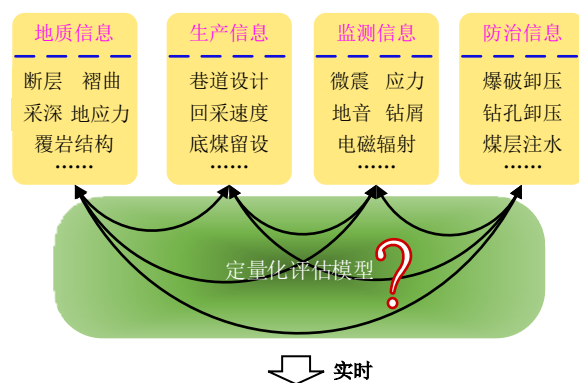 地质信息
断层 褶曲
采深 地应力
覆岩结构
······
生产信息
巷道设计
回采速度
底煤留设
······
监测信息
微震 应力
地音 钻屑
电磁辐射
······
防治信息
爆破卸压
钻孔卸压
煤层注水
······
定量化评估模型
?
实时